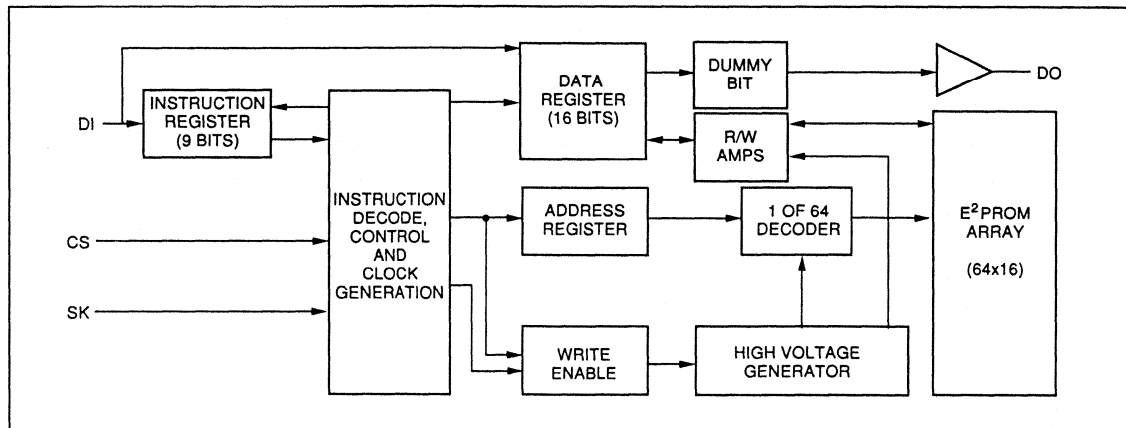 DI
INSTRUCTION
REGISTER
(9 BITS)
CS
SK
INSTRUCTION
DECODE,
CONTROL
AND
CLOCK
GENERATION
DATA
REGISTER
(16 BITS)
DUMMY
BIT
DO
R/W
AMPS
ADDRESS
REGISTER
1 OF 64
DECODER
E²PROM
ARRAY
(64x16)
WRITE
ENABLE
HIGH VOLTAGE
GENERATOR